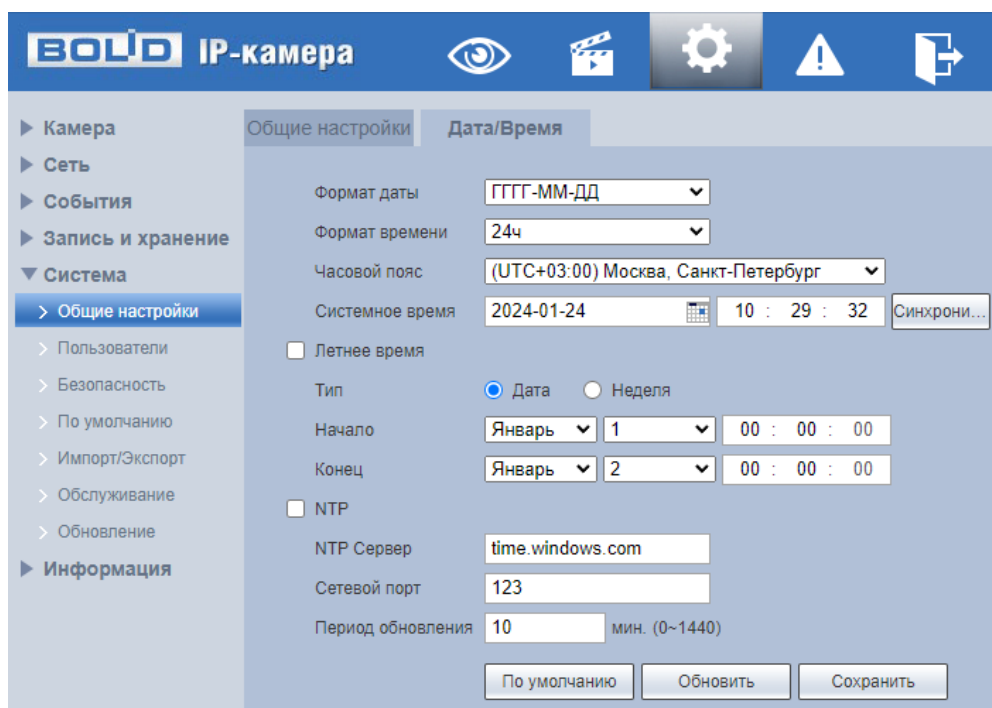 BOLID IP-камера
Камера
Сеть
События
Запись и хранение
Система
Общие настройки
Пользователи
Безопасность
По умолчанию
Импорт/Экспорт
Обслуживание
Обновление
Информация
Общие настройки Дата/Время
Формат даты ГГГГ-ММ-ДД
Формат времени 24ч
Часовой пояс (UTC+03:00) Москва, Санкт-Петербург
Системное время 2024-01-24 10 : 29 : 32 Синхрони...
Летнее время
Тип Дата Неделя
Начало Январь 1 00 : 00 : 00
Конец Январь 2 00 : 00 : 00
NTP
NTP Сервер time.windows.com
Сетевой порт 123
Период обновления 10 мин. (0~1440)
По умолчанию Обновить Сохранить